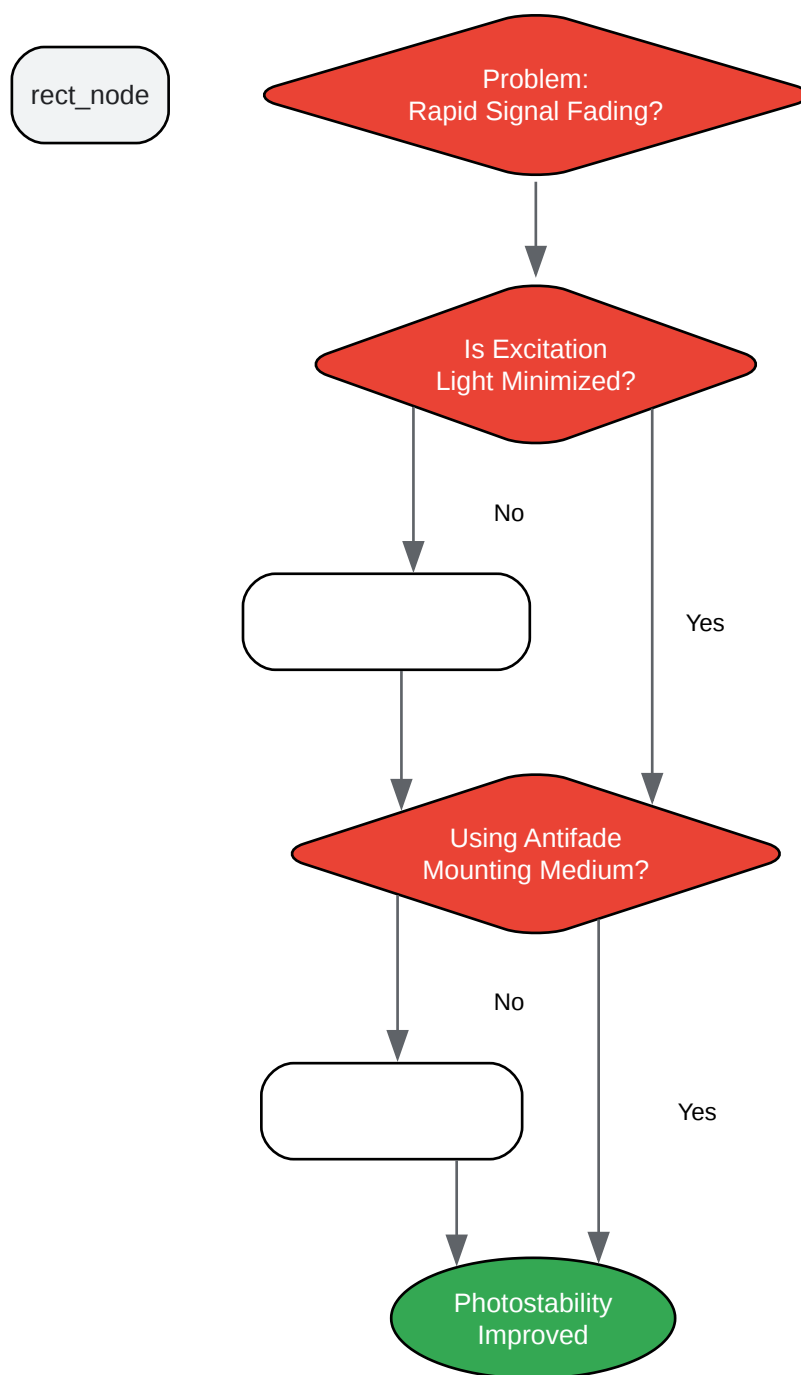 rect_node
Problem:
Rapid Signal Fading?
Is Excitation
Light Minimized?
No
Yes
Using Antifade
Mounting Medium?
No
Yes
Photostability
Improved